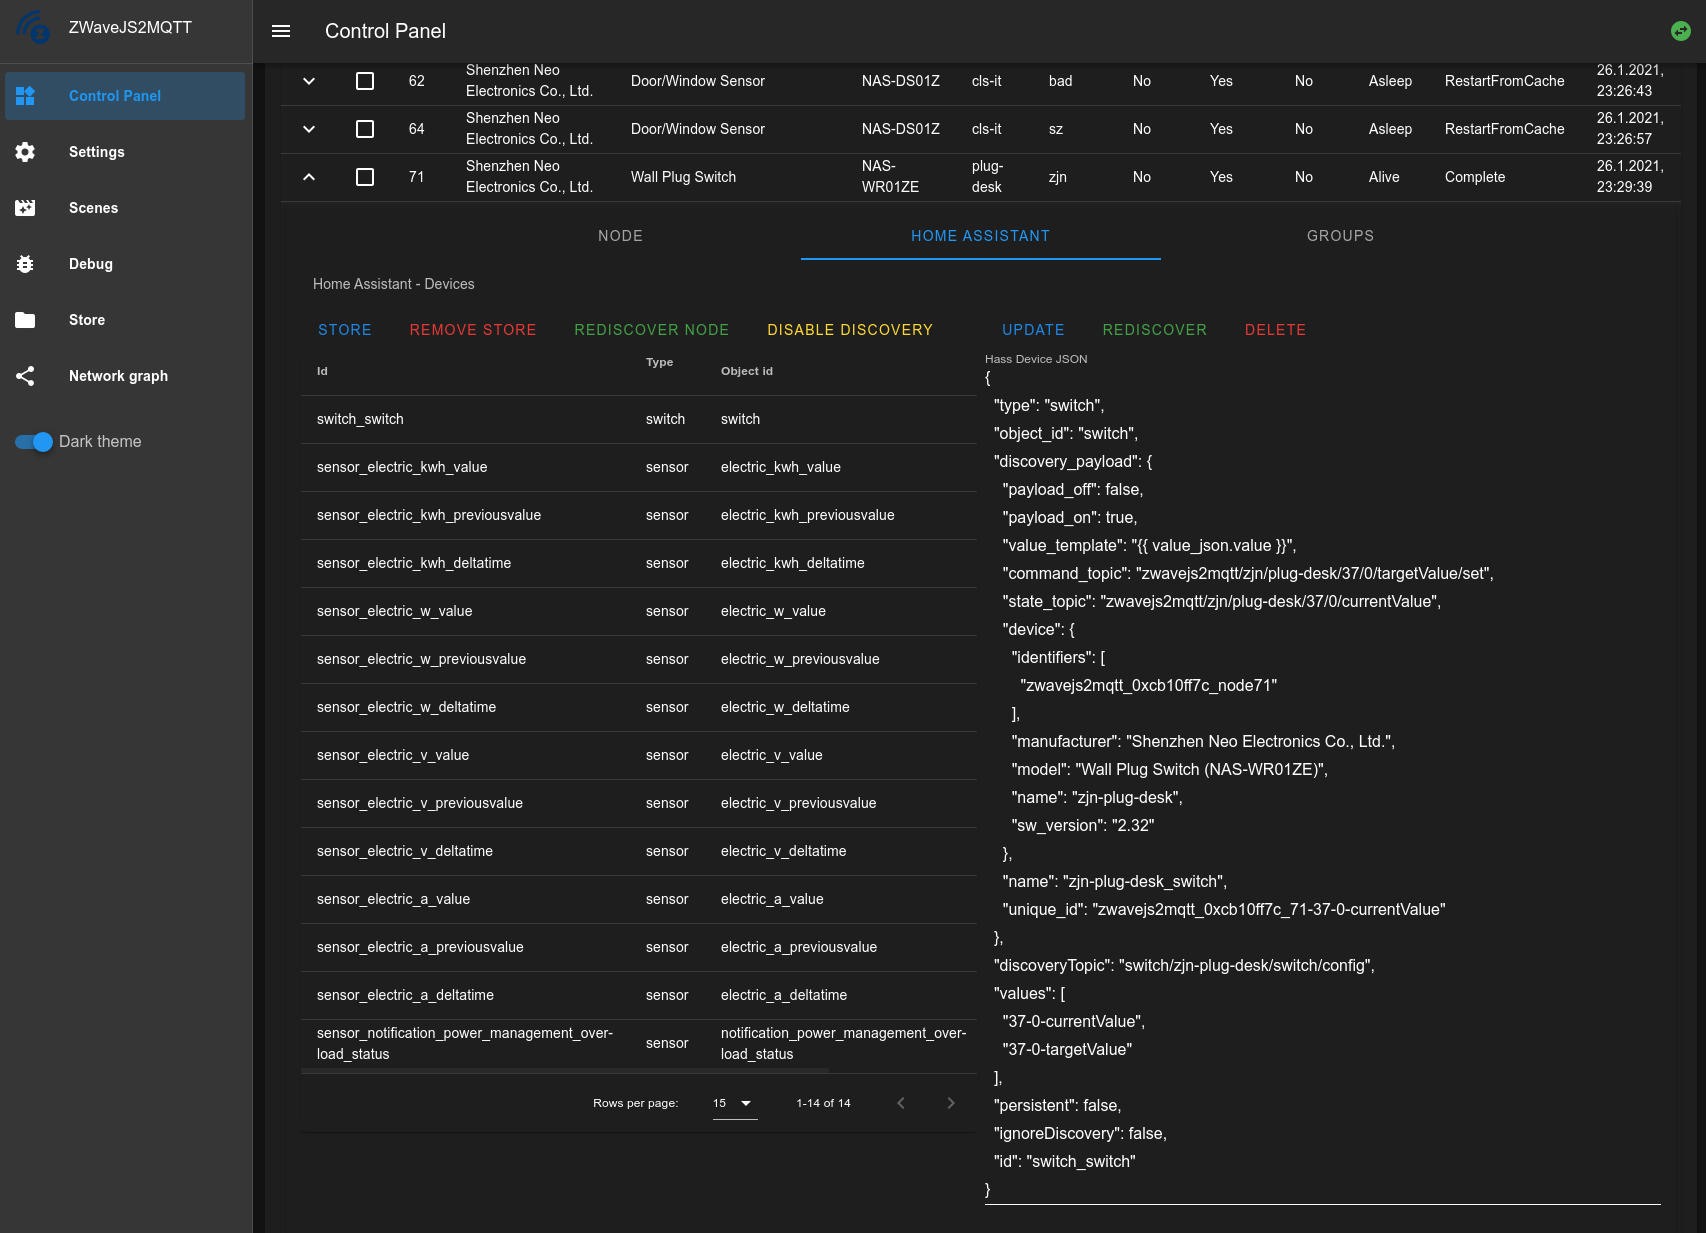 ZWaveJS2MQTT
Control Panel
Settings
Scenes
Debug
Store
Network graph
Dark theme
Control Panel
62 Shenzhen Neo Electronics Co., Ltd. Door/Window Sensor NAS-DS01Z cls-it bad No Yes No Asleep RestartFromCache 26.1.2021, 23:26:43
64 Shenzhen Neo Electronics Co., Ltd. Door/Window Sensor NAS-DS01Z cls-it sz No Yes No Asleep RestartFromCache 26.1.2021, 23:26:57
71 Shenzhen Neo Electronics Co., Ltd. Wall Plug Switch NAS-WR01ZE plug-desk zjn No Yes No Alive Complete 26.1.2021, 23:29:39
NODE HOME ASSISTANT GROUPS
Home Assistant - Devices
STORE REMOVE STORE REDISCOVER NODE DISABLE DISCOVERY
Id Type Object id
switch_switch switch switch
sensor_electric_kwh_value sensor electric_kwh_value
sensor_electric_kwh_previousvalue sensor electric_kwh_previousvalue
sensor_electric_kwh_deltatime sensor electric_kwh_deltatime
sensor_electric_w_value sensor electric_w_value
sensor_electric_w_previousvalue sensor electric_w_previousvalue
sensor_electric_w_deltatime sensor electric_w_deltatime
sensor_electric_v_value sensor electric_v_value
sensor_electric_v_previousvalue sensor electric_v_previousvalue
sensor_electric_v_deltatime sensor electric_v_deltatime
sensor_electric_a_value sensor electric_a_value
sensor_electric_a_previousvalue sensor electric_a_previousvalue
sensor_electric_a_deltatime sensor electric_a_deltatime
sensor_notification_power_management_over-load_status sensor notification_power_management_over-load_status
Rows per page: 15 1-14 of 14
UPDATE REDISCOVER DELETE
Hass Device JSON
{
"type": "switch",
"object_id": "switch",
"discovery_payload": {
"payload_off": false,
"payload_on": true,
"value_template": "{{ value_json.value }}",
"command_topic": "zwavejs2mqtt/zjn/plug-desk/37/0/targetValue/set",
"state_topic": "zwavejs2mqtt/zjn/plug-desk/37/0/currentValue",
"device": {
"identifiers": [
"zwavejs2mqtt_0xcb10ff7c_node71"
],
"manufacturer": "Shenzhen Neo Electronics Co., Ltd.",
"model": "Wall Plug Switch (NAS-WR01ZE)",
"name": "zjn-plug-desk",
"sw_version": "2.32"
},
"name": "zjn-plug-desk_switch",
"unique_id": "zwavejs2mqtt_0xcb10ff7c_71-37-0-currentValue"
},
"discoveryTopic": "switch/zjn-plug-desk/switch/config",
"values": [
"37-0-currentValue",
"37-0-targetValue"
],
"persistent": false,
"ignoreDiscovery": false,
"id": "switch_switch"
}